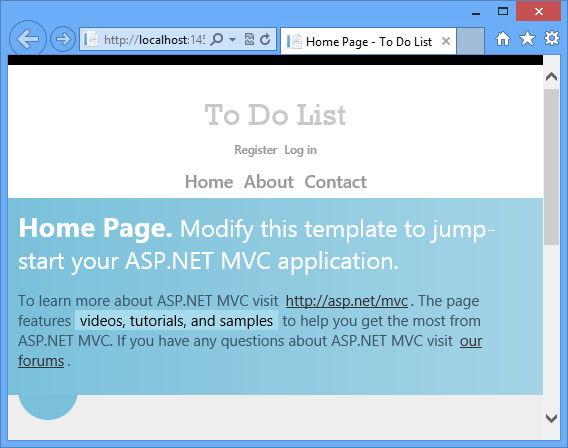 http://localhost:145
Home Page - To Do List
To Do List
Register Log in
Home About Contact
Home Page. Modify this template to jump-
start your ASP.NET MVC application.
To learn more about ASP.NET MVC visit http://asp.net/mvc. The page
features videos, tutorials, and samples to help you get the most from
ASP.NET MVC. If you have any questions about ASP.NET MVC visit our
forums.